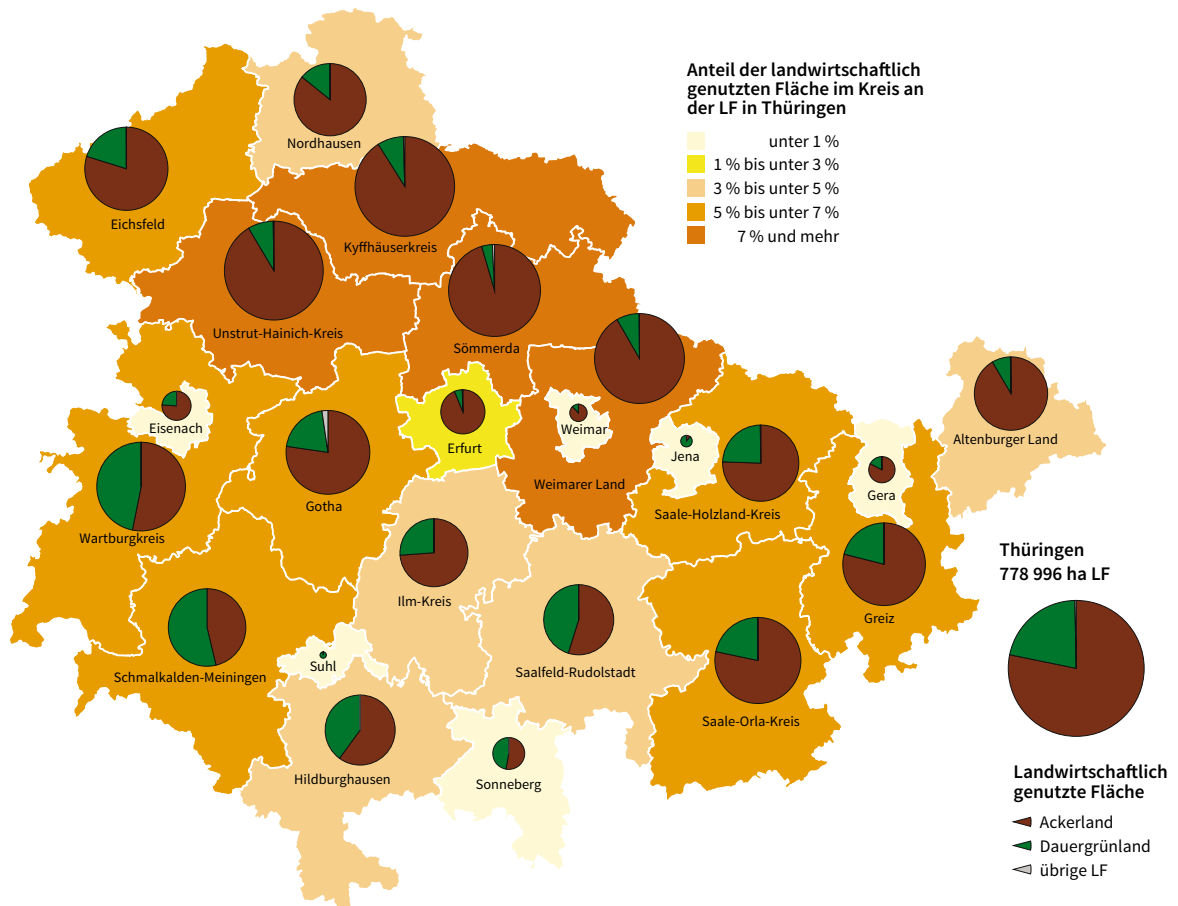 Anteil der landwirtschaftlich
genutzten Fläche im Kreis an
der LF in Thüringen
unter 1 %
1 % bis unter 3 %
3 % bis unter 5 %
5 % bis unter 7 %
7 % und mehr
Nordhausen
Eichsfeld
Kyffhäuserkreis
Unstrut-Hainich-Kreis
Sömmerda
Eisenach
Weimar
Altenburger Land
Erfurt
Jena
Weimarer Land
Gera
Gotha
Saale-Holzland-Kreis
Wartburgkreis
Thüringen
778 996 ha LF
Ilm-Kreis
Greiz
Suhl
Saalfeld-Rudolstadt
Schmalkalden-Meiningen
Saale-Orla-Kreis
Hildburghausen
Sonneberg
Landwirtschaftlich
genutzte Fläche
Ackerland
Dauergrünland
übrige LF